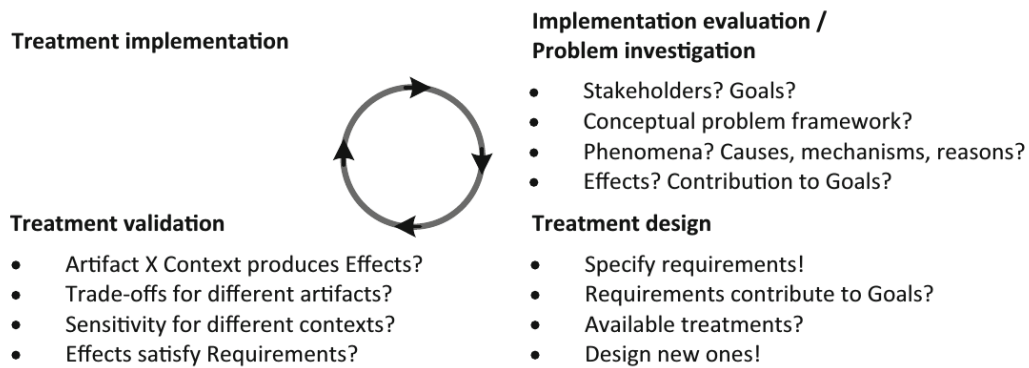 Treatment implementation
Implementation evaluation /
Problem investigation
• Stakeholders? Goals?
• Conceptual problem framework?
• Phenomena? Causes, mechanisms, reasons?
• Effects? Contribution to Goals?
Treatment validation
• Artifact X Context produces Effects?
• Trade-offs for different artifacts?
• Sensitivity for different contexts?
• Effects satisfy Requirements?
Treatment design
• Specify requirements!
• Requirements contribute to Goals?
• Available treatments?
• Design new ones!